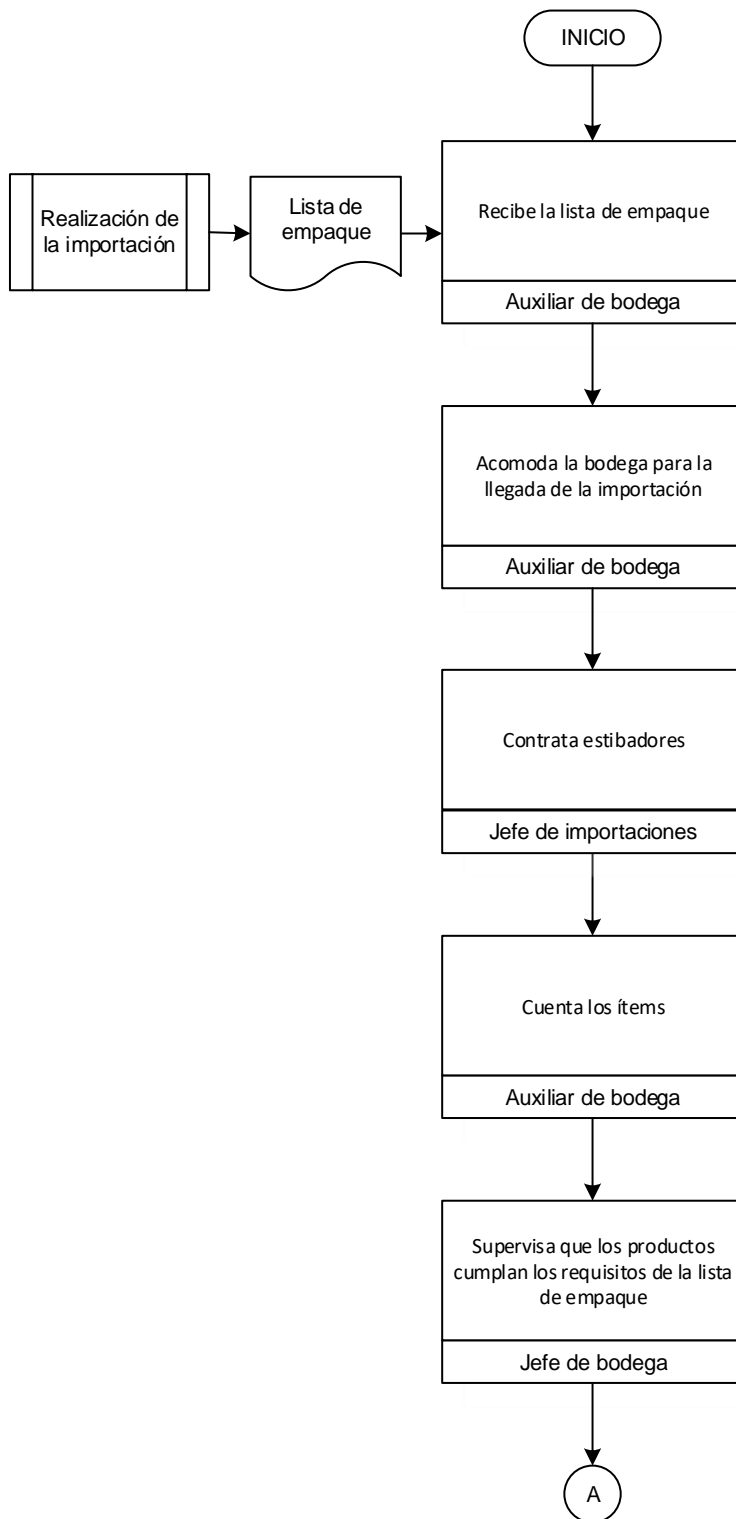 INICIO
Realización de
la importación
Lista de
empaque
Recibe la lista de empaque
Auxiliar de bodega
Acomoda la bodega para la
llegada de la importación
Auxiliar de bodega
Contrata estibadores
Jefe de importaciones
Cuenta los ítems
Auxiliar de bodega
Supervisa que los productos
cumplan los requisitos de la lista
de empaque
Jefe de bodega
A